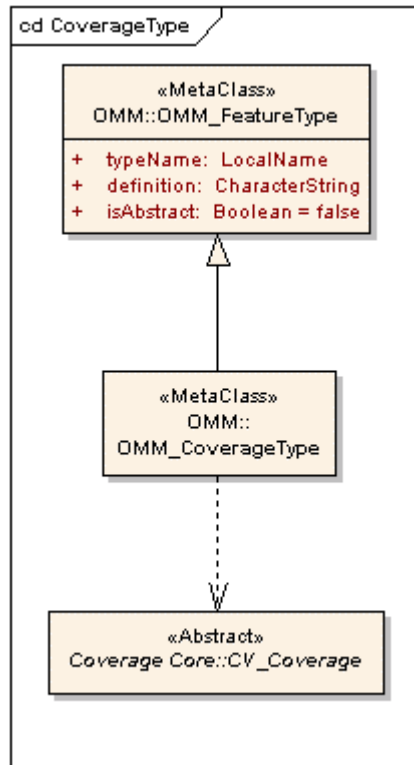 cd CoverageType
«MetaClass»
OMM::OMM_FeatureType
+ typeName: LocalName
+ definition: CharacterString
+ isAbstract: Boolean = false
«MetaClass»
OMM::
OMM_CoverageType
«Abstract»
Coverage Core::CV_Coverage